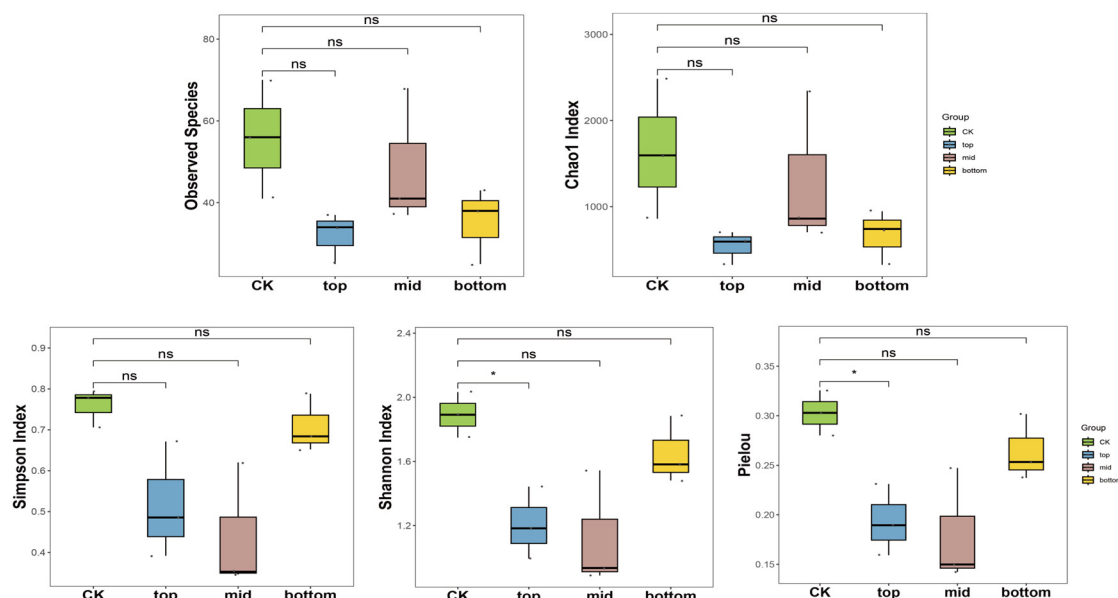 Observed Species
80
60
40
ns
ns
ns
CK top mid bottom
Chao1 Index
3000
2000
1000
ns
ns
ns
CK top mid bottom
Group
CK
top
mid
bottom
Simpson Index
0.9
0.8
0.7
0.6
0.5
0.4
ns
ns
ns
CK top mid bottom
Shannon Index
2.4
2.0
1.6
1.2
ns
ns
*
CK top mid bottom
Pielou
0.35
0.30
0.25
0.20
0.15
ns
ns
*
CK top mid bottom
Group
CK
top
mid
bottom